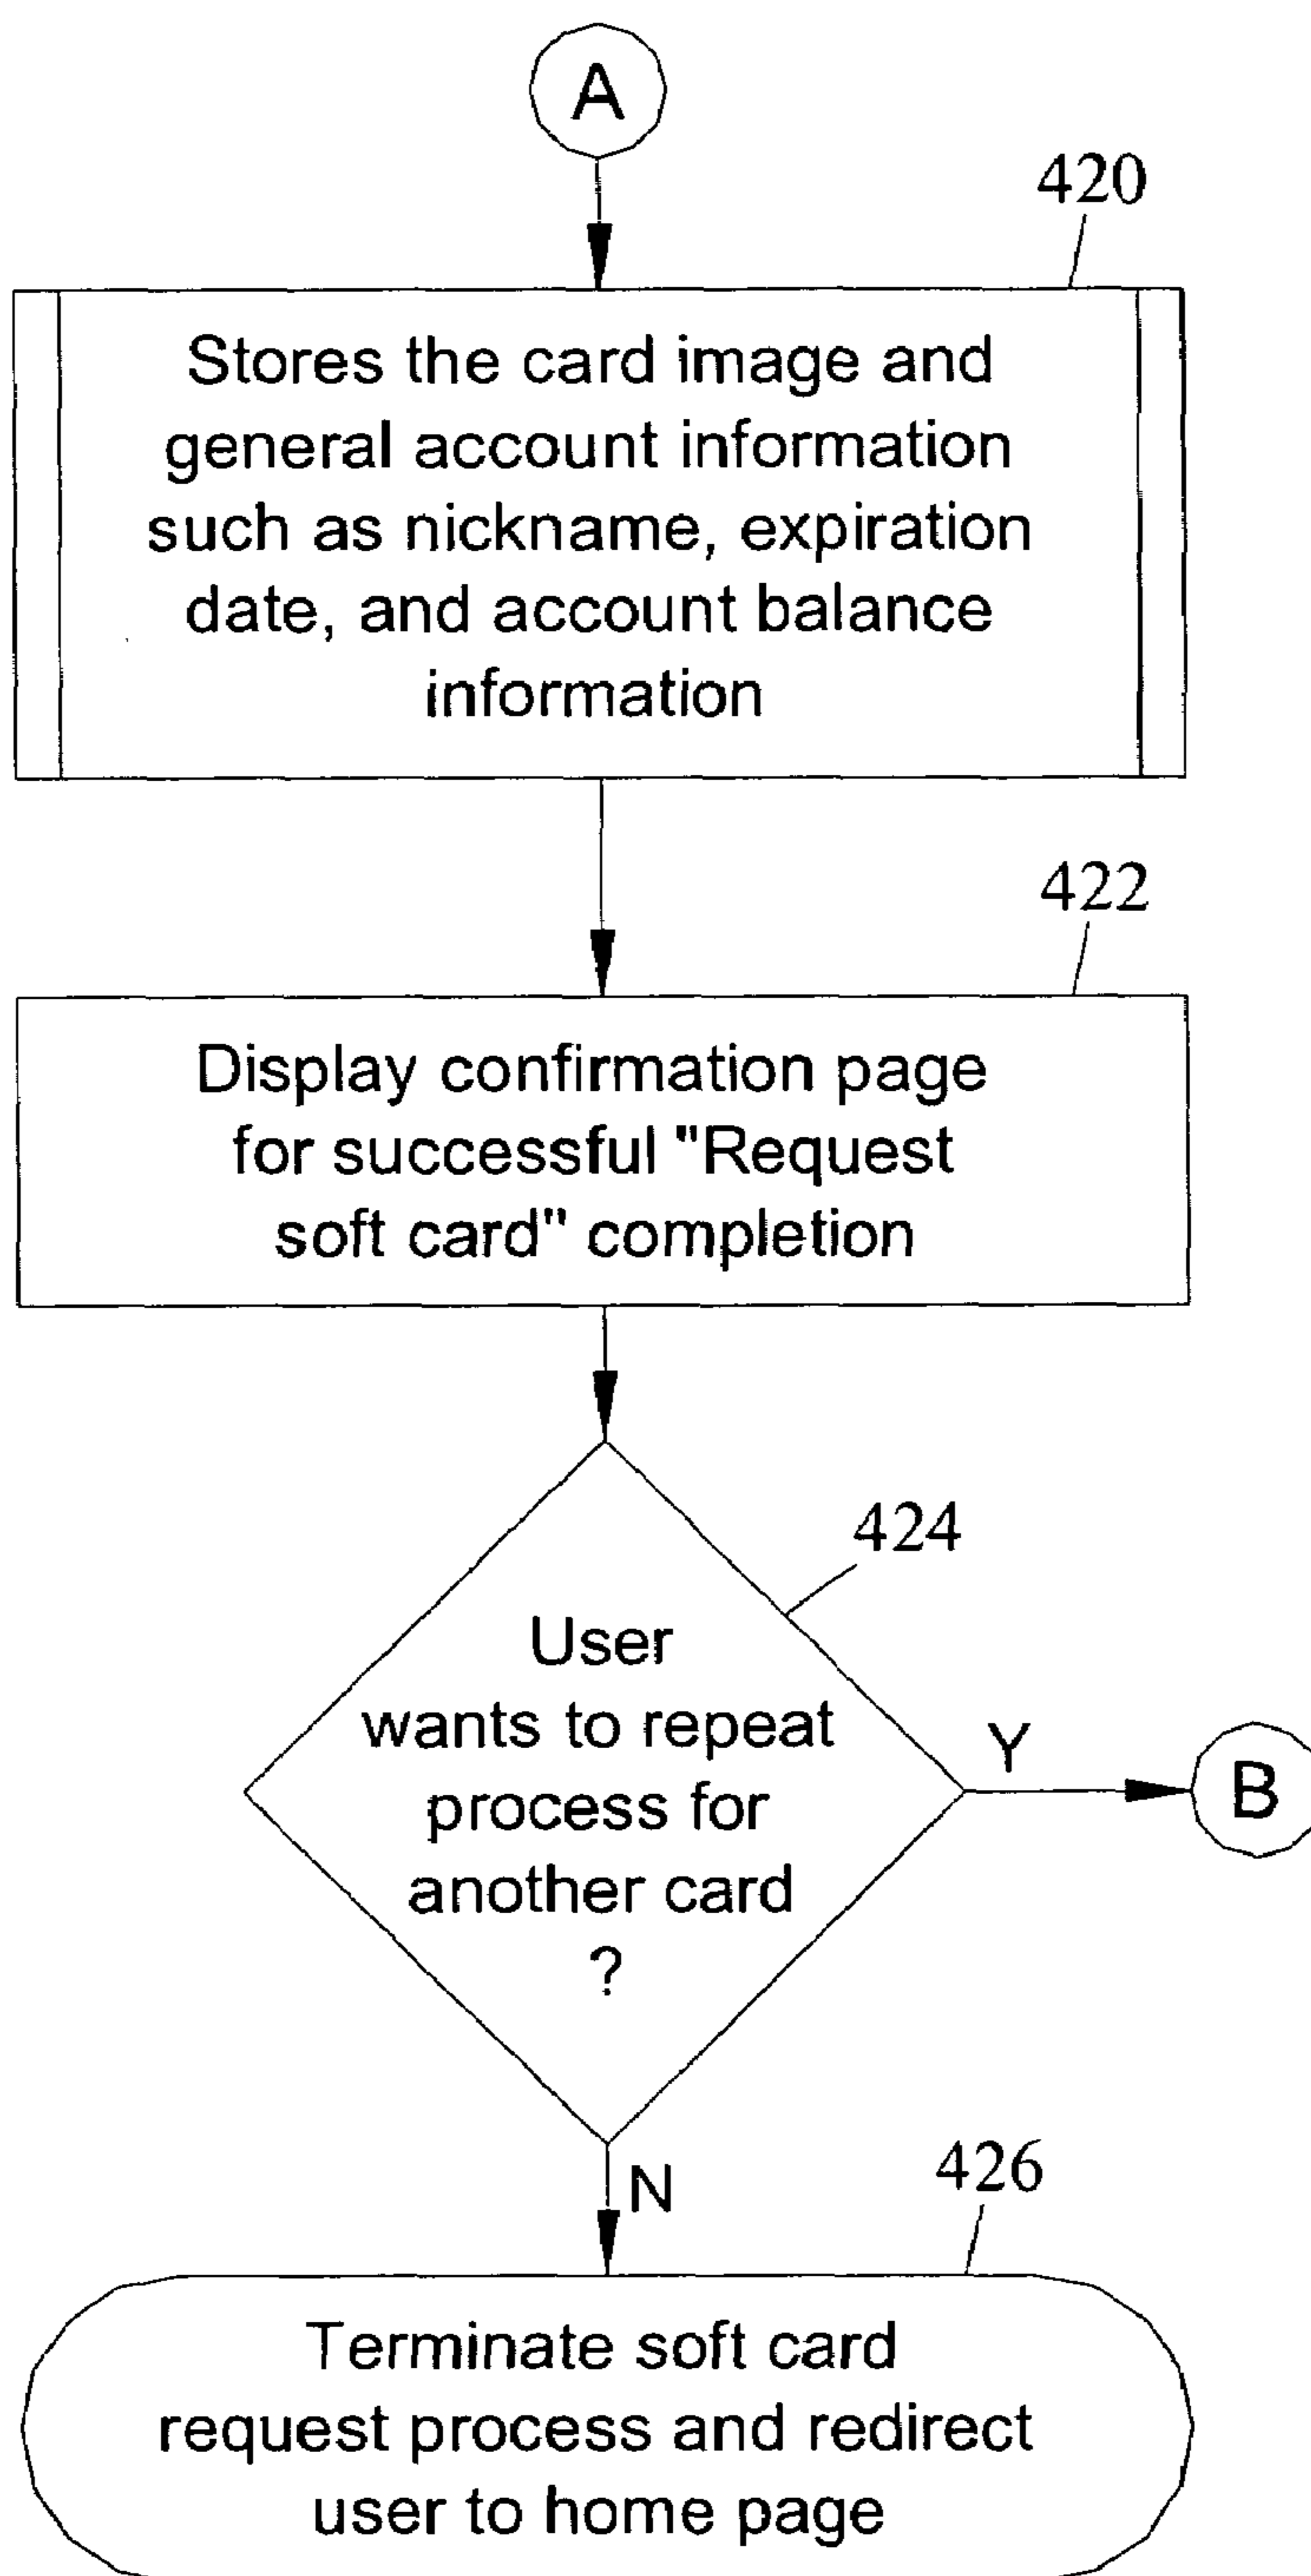 A
420
Stores the card image and
general account information
such as nickname, expiration
date, and account balance
information
422
Display confirmation page
for successful "Request
soft card" completion
424
User
wants to repeat
process for
another card
?
Y
B
N
426
Terminate soft card
request process and redirect
user to home page